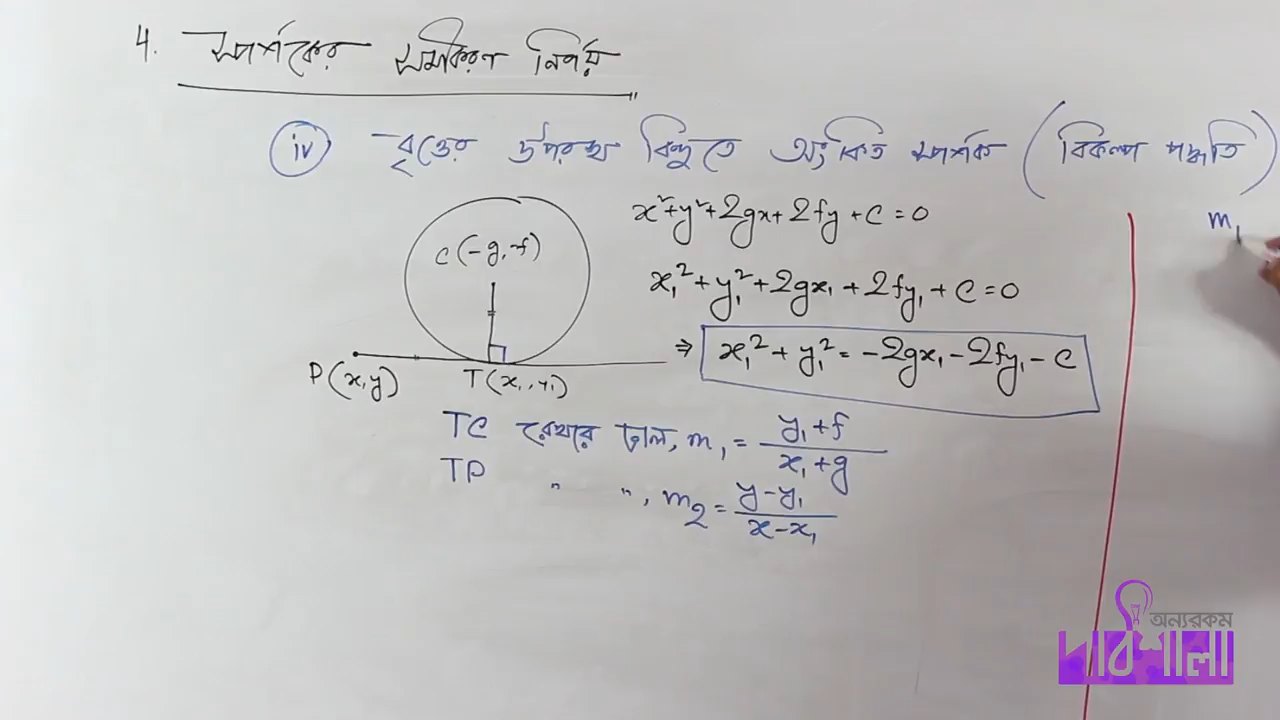 4. স্পর্শকের সমীকরণ নির্ণয়
(iv) বৃত্তের উপরস্থ বিন্দুতে অংকিত স্পর্শক (বিকল্প পদ্ধতি)
x²+y²+2gx+2fy+c=0
m₁
C(-g,-f)
x₁²+y₁²+2gx₁+2fy₁+c=0
⇒ x₁²+y₁²=-2gx₁-2fy₁-c
P(x,y) T(x₁,y₁)
TC রেখার ঢাল, m₁ = (y₁+f)/(x₁+g)
TP " ", m₂ = (y-y₁)/(x-x₁)
অন্যরকম
পাঠশালা